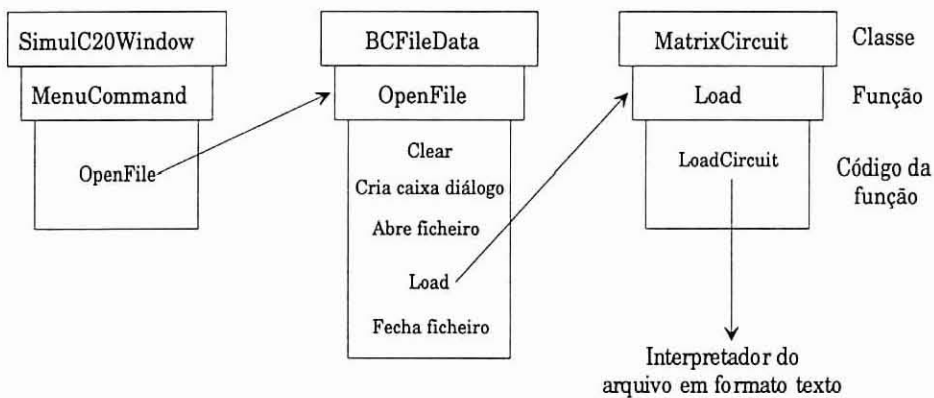 SimulC20Window
BCFileData
MatrixCircuit
Classe
MenuCommand
OpenFile
Load
Função
OpenFile
Clear
Cria caixa diálogo
Abre ficheiro
Load
Fecha ficheiro
LoadCircuit
Código da
função
Interpretador do
arquivo em formato texto